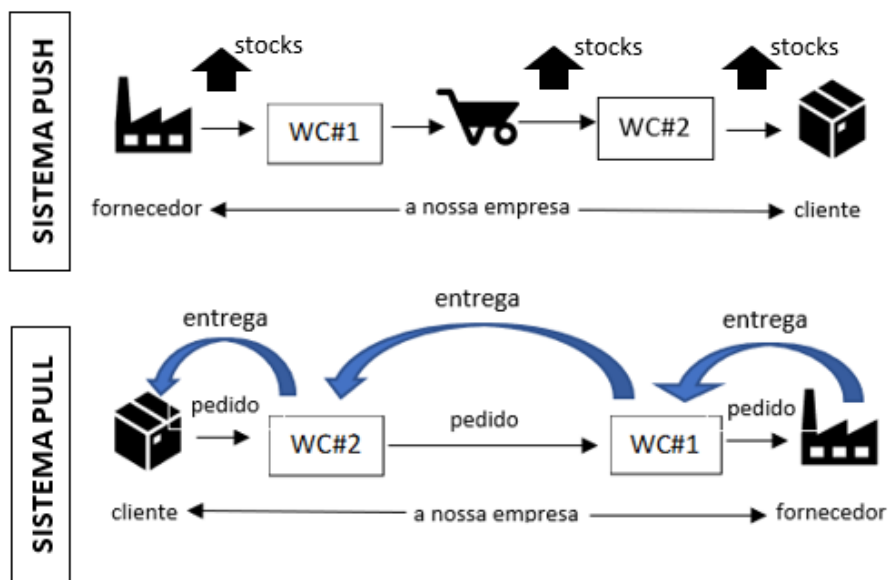 SISTEMA PUSH
stocks
stocks
stocks
WC#1
WC#2
fornecedor
a nossa empresa
cliente
SISTEMA PULL
entrega
entrega
entrega
pedido
pedido
pedido
WC#2
WC#1
cliente
a nossa empresa
fornecedor